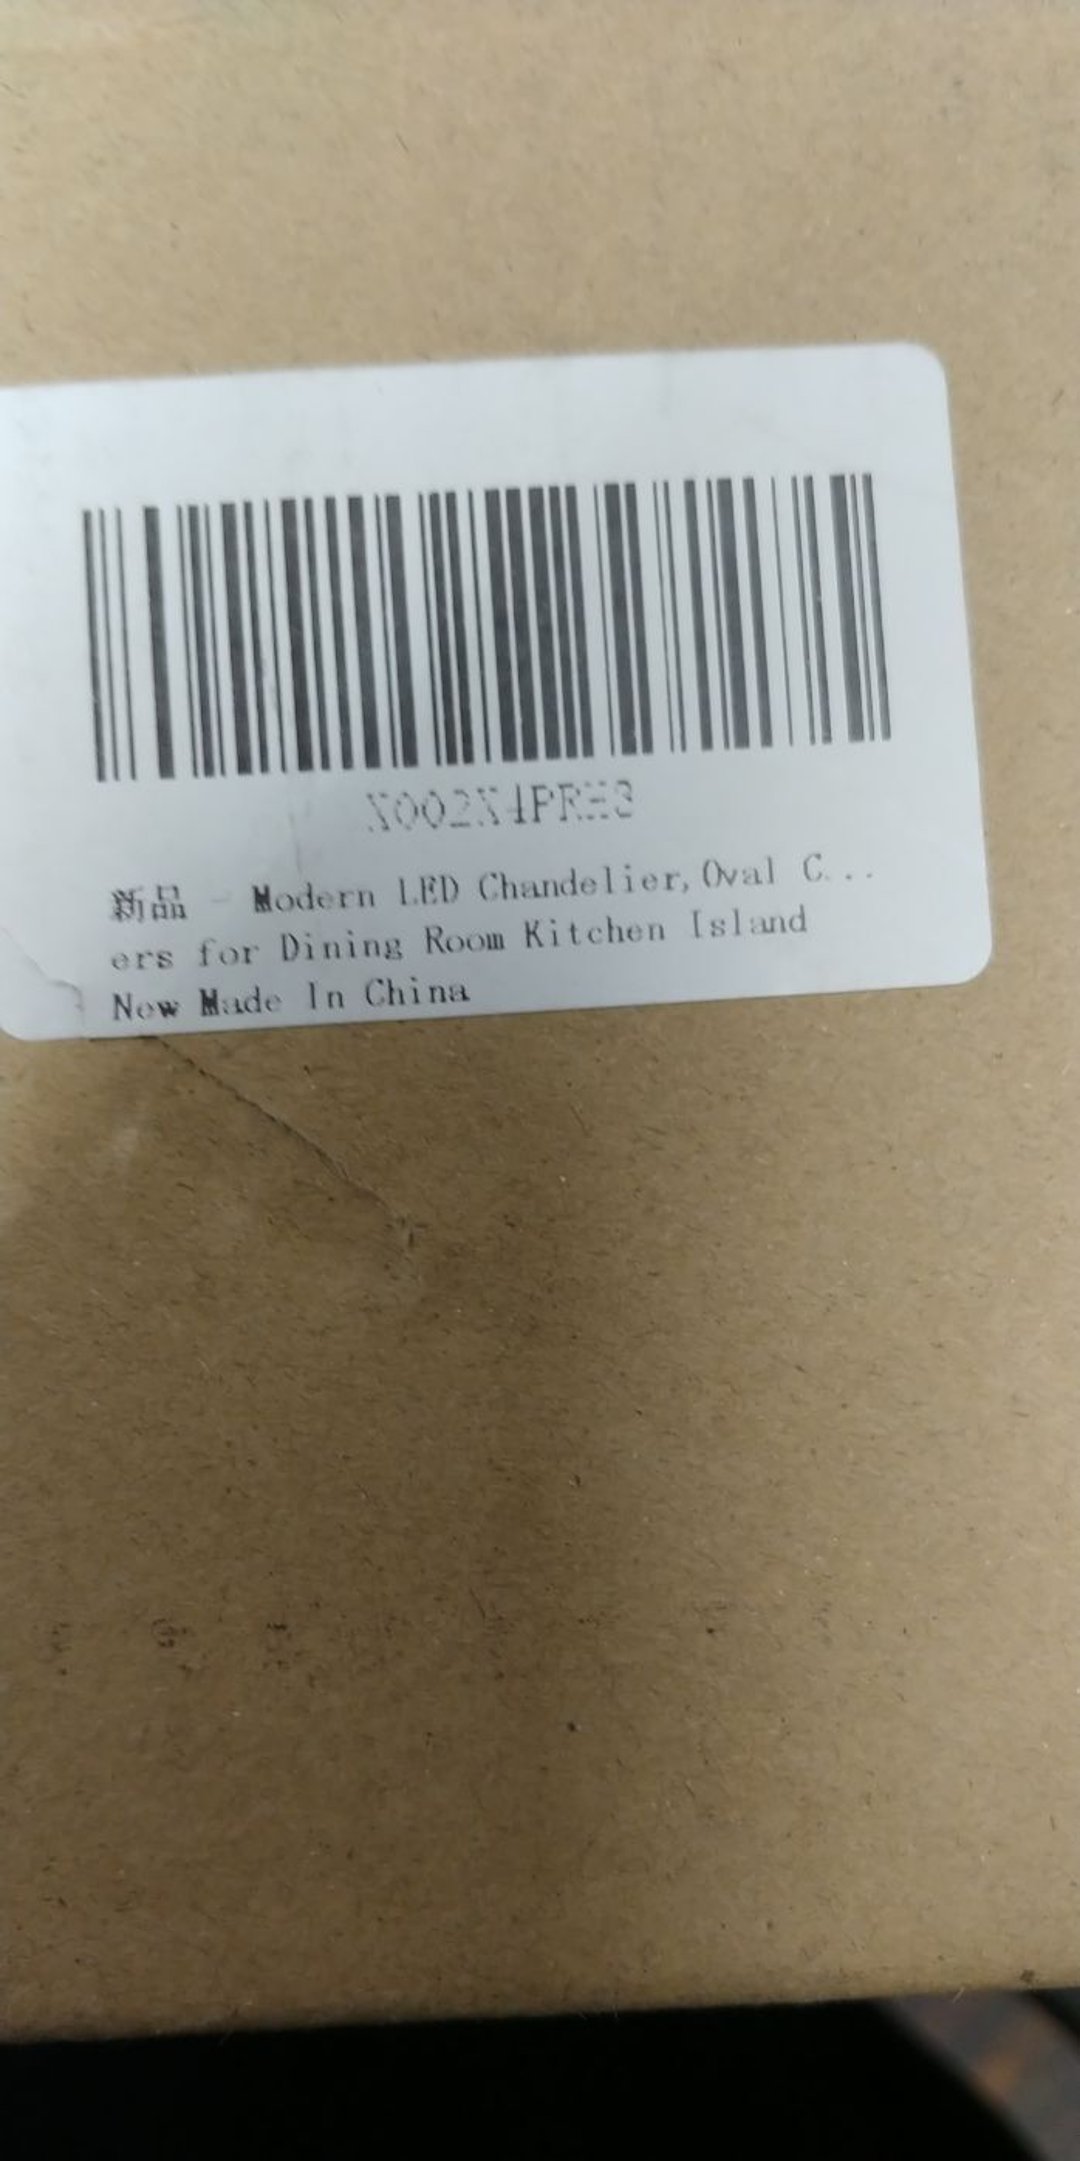 X002X4PRH3
新品 - Modern LED Chandelier,Oval C...
ers for Dining Room Kitchen Island
New Made In China